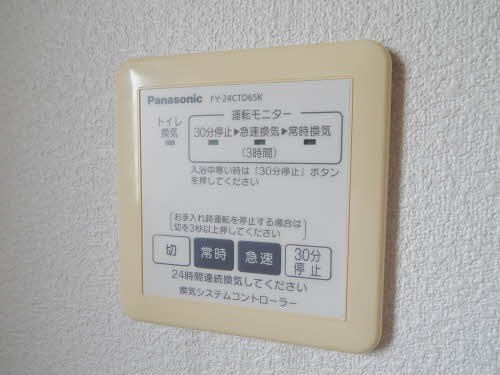 Panasonic FY-24CTD6SK
運転モニター
トイレ
換気
30分停止▶急速換気▶常時換気
(3時間)
入浴中寒い時は「30分停止」ボタン
を押してください
お手入れ時運転を停止する場合は
切を3秒以上押してください
切 常時 急速 30分
停止
24時間連続換気してください
換気システムコントローラー